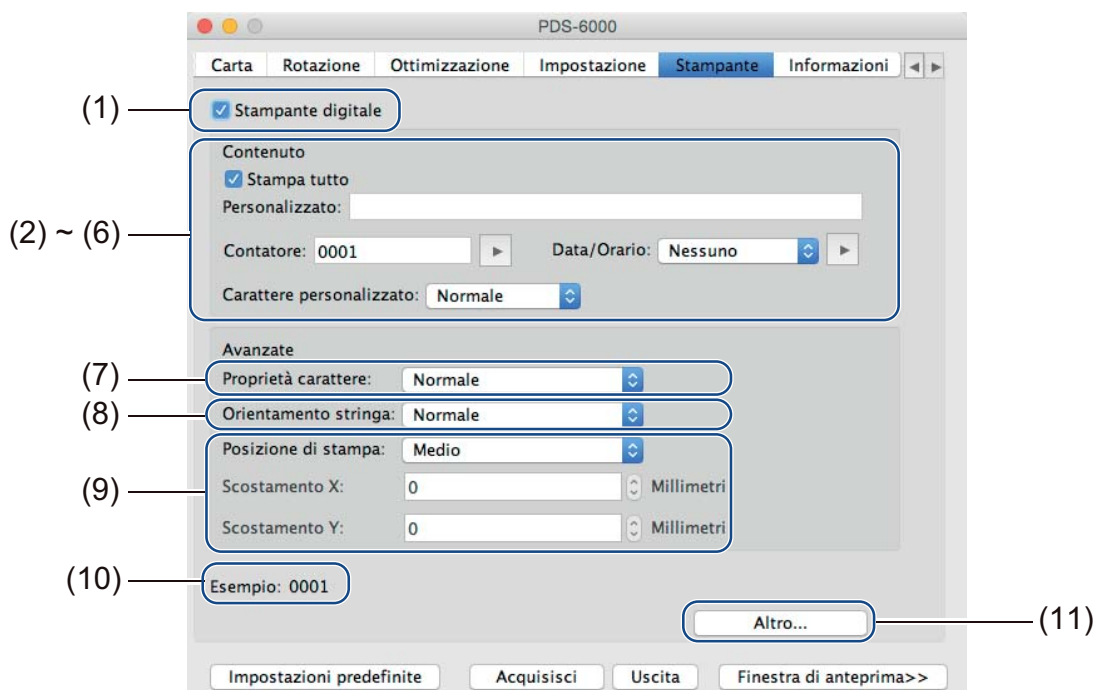 PDS-6000
Carta Rotazione Ottimizzazione Impostazione Stampante Informazioni
(1) Stampante digitale
Contenuto
Stampa tutto
Personalizzato:
(2) ~ (6)
Contatore: 0001 Data/Orario: Nessuno
Carattere personalizzato: Normale
Avanzate
(7) Proprietà carattere: Normale
(8) Orientamento stringa: Normale
Posizione di stampa: Medio
(9) Scostamento X: 0 Millimetri
Scostamento Y: 0 Millimetri
(10) Esempio: 0001
Altro... (11)
Impostazioni predefinite Acquisisci Uscita Finestra di anteprima>>